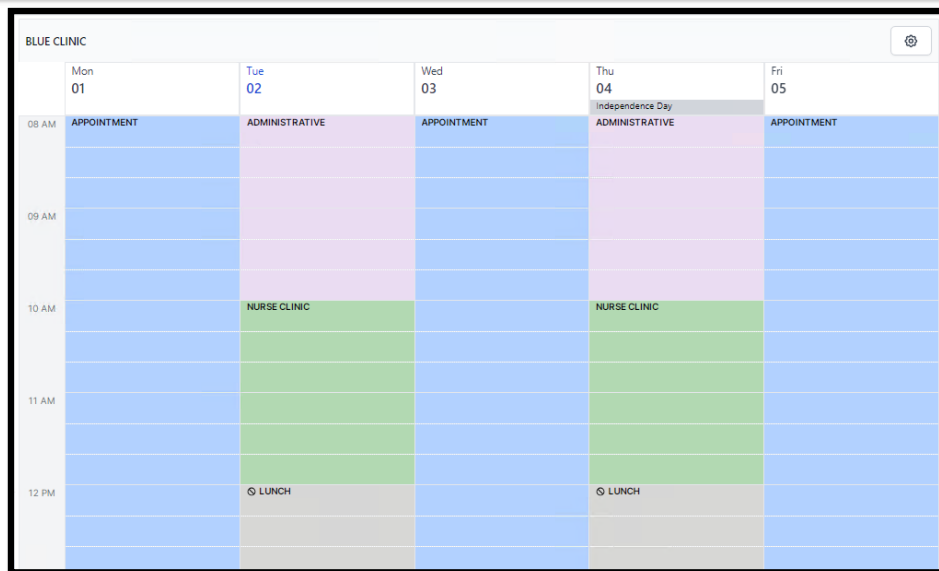 BLUE CLINIC
Mon Tue Wed Thu Fri
01 02 03 04 05
Independence Day
08 AM APPOINTMENT ADMINISTRATIVE APPOINTMENT ADMINISTRATIVE APPOINTMENT
09 AM
10 AM NURSE CLINIC NURSE CLINIC
11 AM
12 PM LUNCH LUNCH